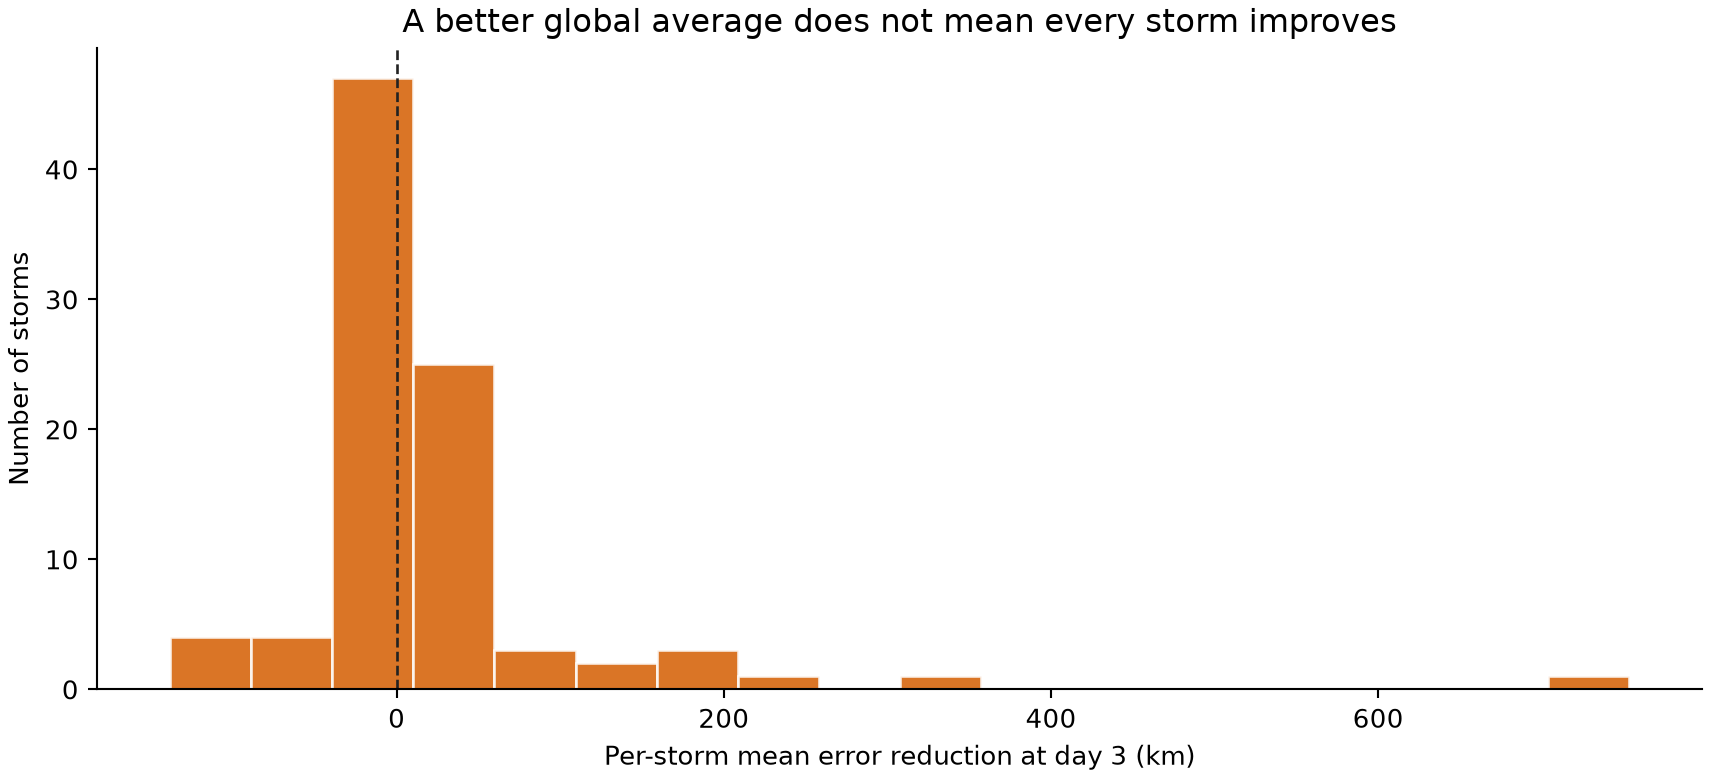 A better global average does not mean every storm improves
Number of storms
40
30
20
10
0
0 200 400 600
Per-storm mean error reduction at day 3 (km)